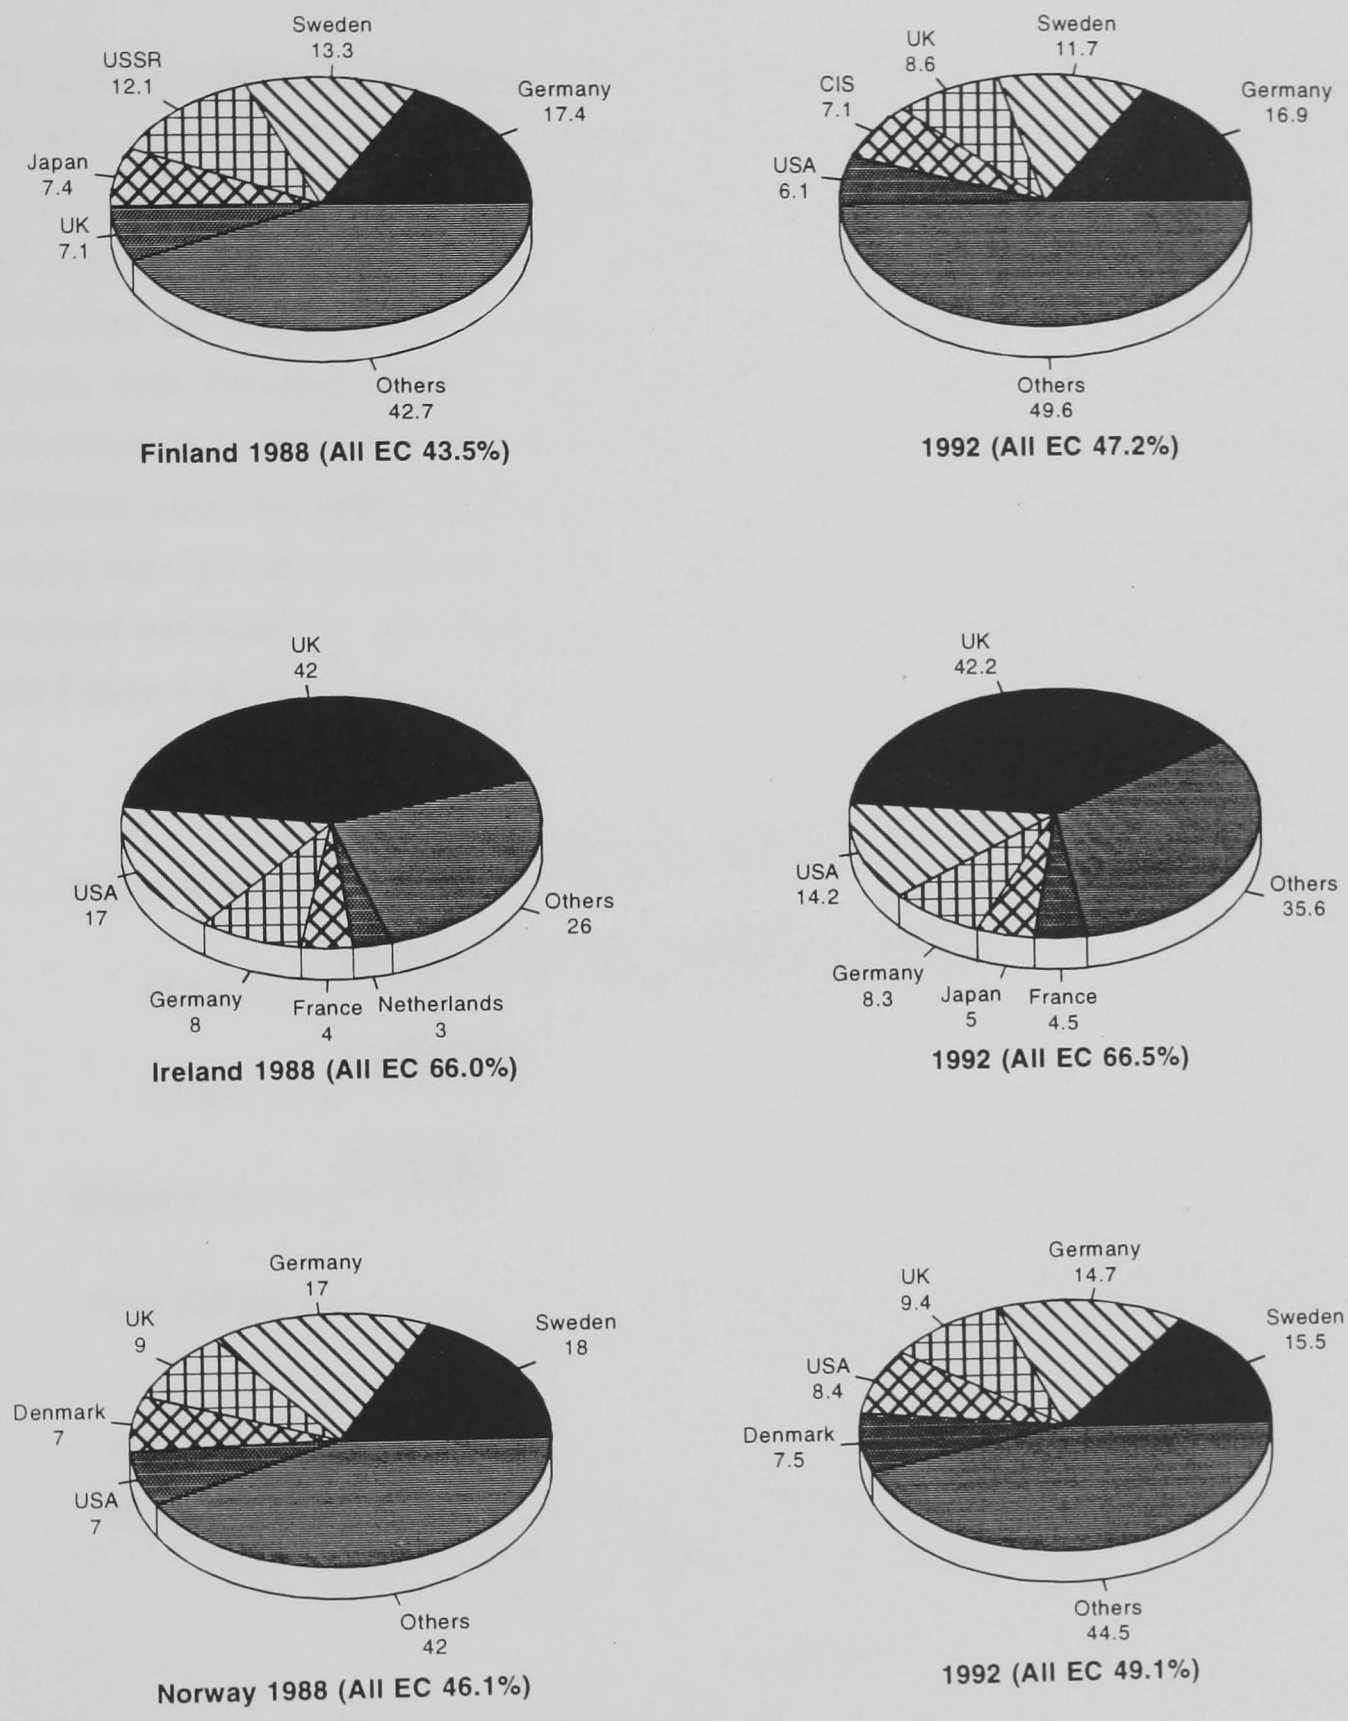 Sweden
13.3
USSR
12.1
Germany
17.4
Japan
7.4
UK
7.1
Others
42.7
Finland 1988 (All EC 43.5%)
Sweden
11.7
UK
8.6
CIS
7.1
Germany
16.9
USA
6.1
Others
49.6
1992 (All EC 47.2%)
UK
42
USA
17
Others
26
Germany
8
France
4
Netherlands
3
Ireland 1988 (All EC 66.0%)
UK
42.2
USA
14.2
Others
35.6
Germany
8.3
Japan
5
France
4.5
1992 (All EC 66.5%)
Germany
17
UK
9
Sweden
18
Denmark
7
USA
7
Others
42
Norway 1988 (All EC 46.1%)
Germany
14.7
UK
9.4
Sweden
15.5
USA
8.4
Denmark
7.5
Others
44.5
1992 (All EC 49.1%)